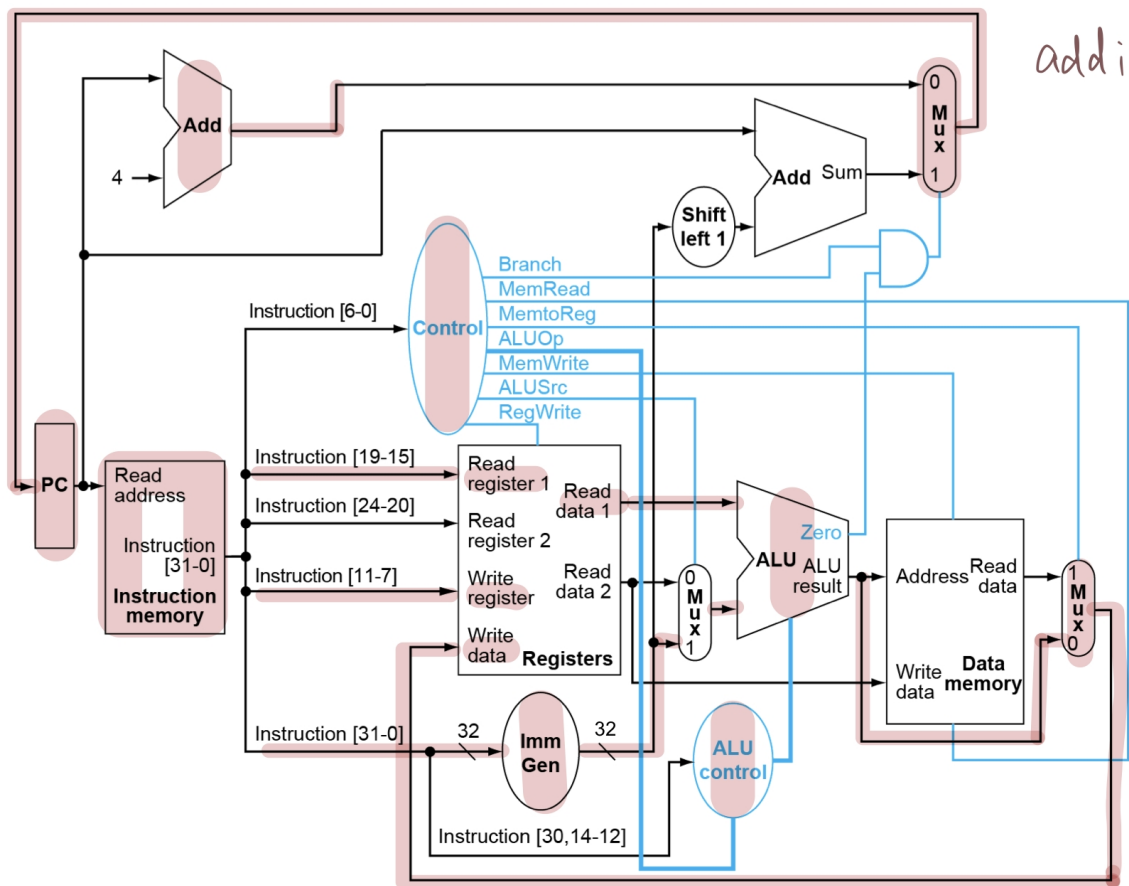 addi
0
Mux
1
Add
4
Add Sum
Shift
left 1
Branch
MemRead
MemtoReg
ALUOp
MemWrite
ALUSrc
RegWrite
Instruction [6-0]
Control
PC
Read
address
Instruction
[31-0]
Instruction
memory
Instruction [19-15]
Instruction [24-20]
Instruction [11-7]
Read
register 1
Read
data 1
Read
register 2
Write
register
Read
data 2
Write
data
Registers
0
Mux
1
Zero
ALU
ALU
result
Address
Read
data
Write
data
Data
memory
1
Mux
0
Instruction [31-0]
32
Imm
Gen
32
ALU
control
Instruction [30,14-12]